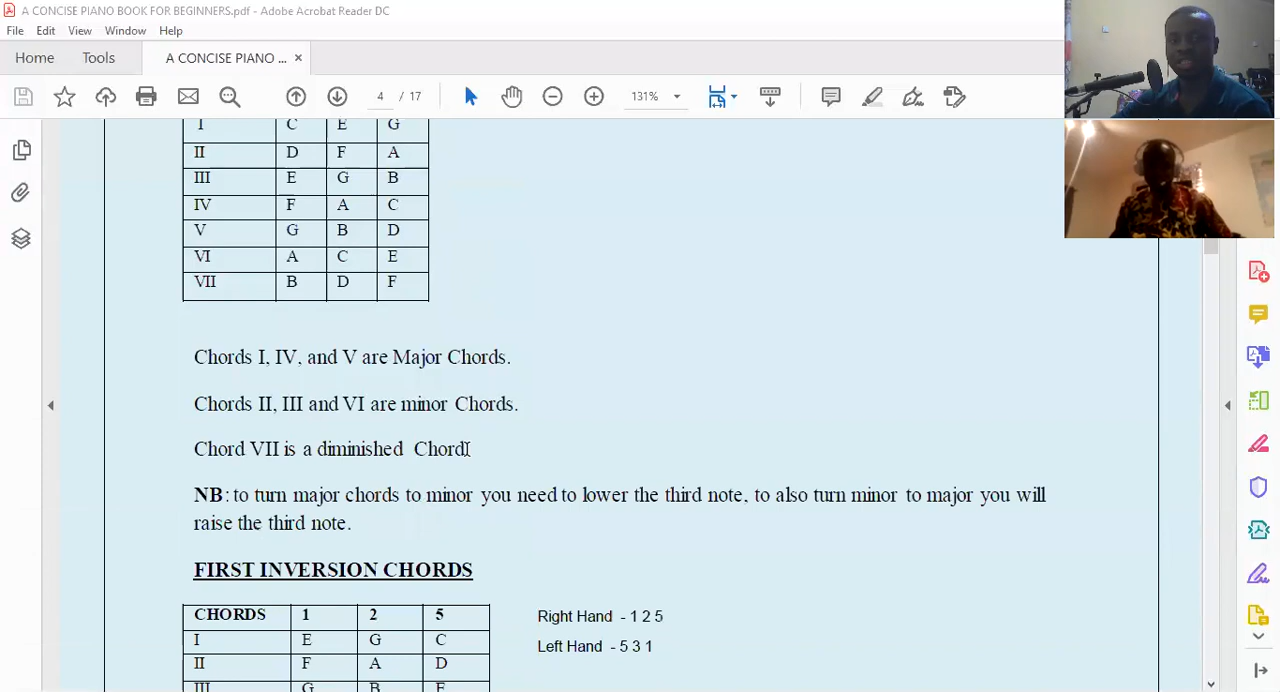 A CONCISE PIANO BOOK FOR BEGINNERS.pdf - Adobe Acrobat Reader DC
File Edit View Window Help
Home Tools A CONCISE PIANO ... ×
4 / 17 131%
I C E G
II D F A
III E G B
IV F A C
V G B D
VI A C E
VII B D F
Chords I, IV, and V are Major Chords.
Chords II, III and VI are minor Chords.
Chord VII is a diminished Chord
NB: to turn major chords to minor you need to lower the third note, to also turn minor to major you will
raise the third note.
FIRST INVERSION CHORDS
CHORDS 1 2 5
I E G C
II F A D
III G B E
Right Hand - 1 2 5
Left Hand - 5 3 1